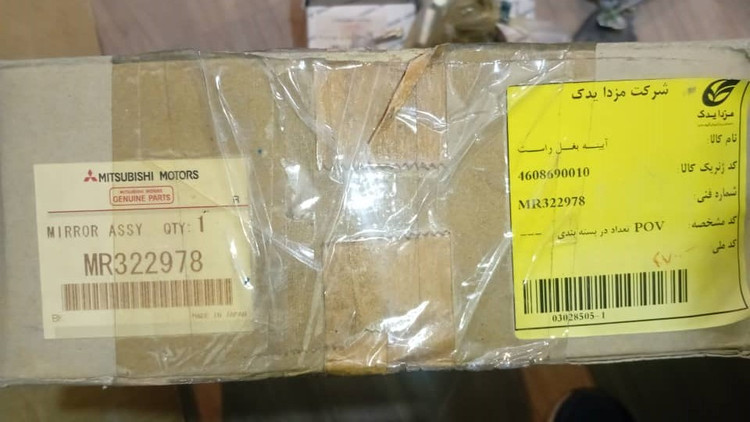 MITSUBISHI MOTORS
MITSUBISHI MOTORS
GENUINE PARTS
R
MIRROR ASSY QTY: 1
MR322978
MADE IN JAPAN
شرکت مزدا یدک
مزدا یدک
نام کالا: آینه بغل راست
کد ژنریک کالا: 4608690010
شماره فنی MR322978
کد مشخصه: POV تعداد در بسته بندی ----
کد ملی
03028505-1